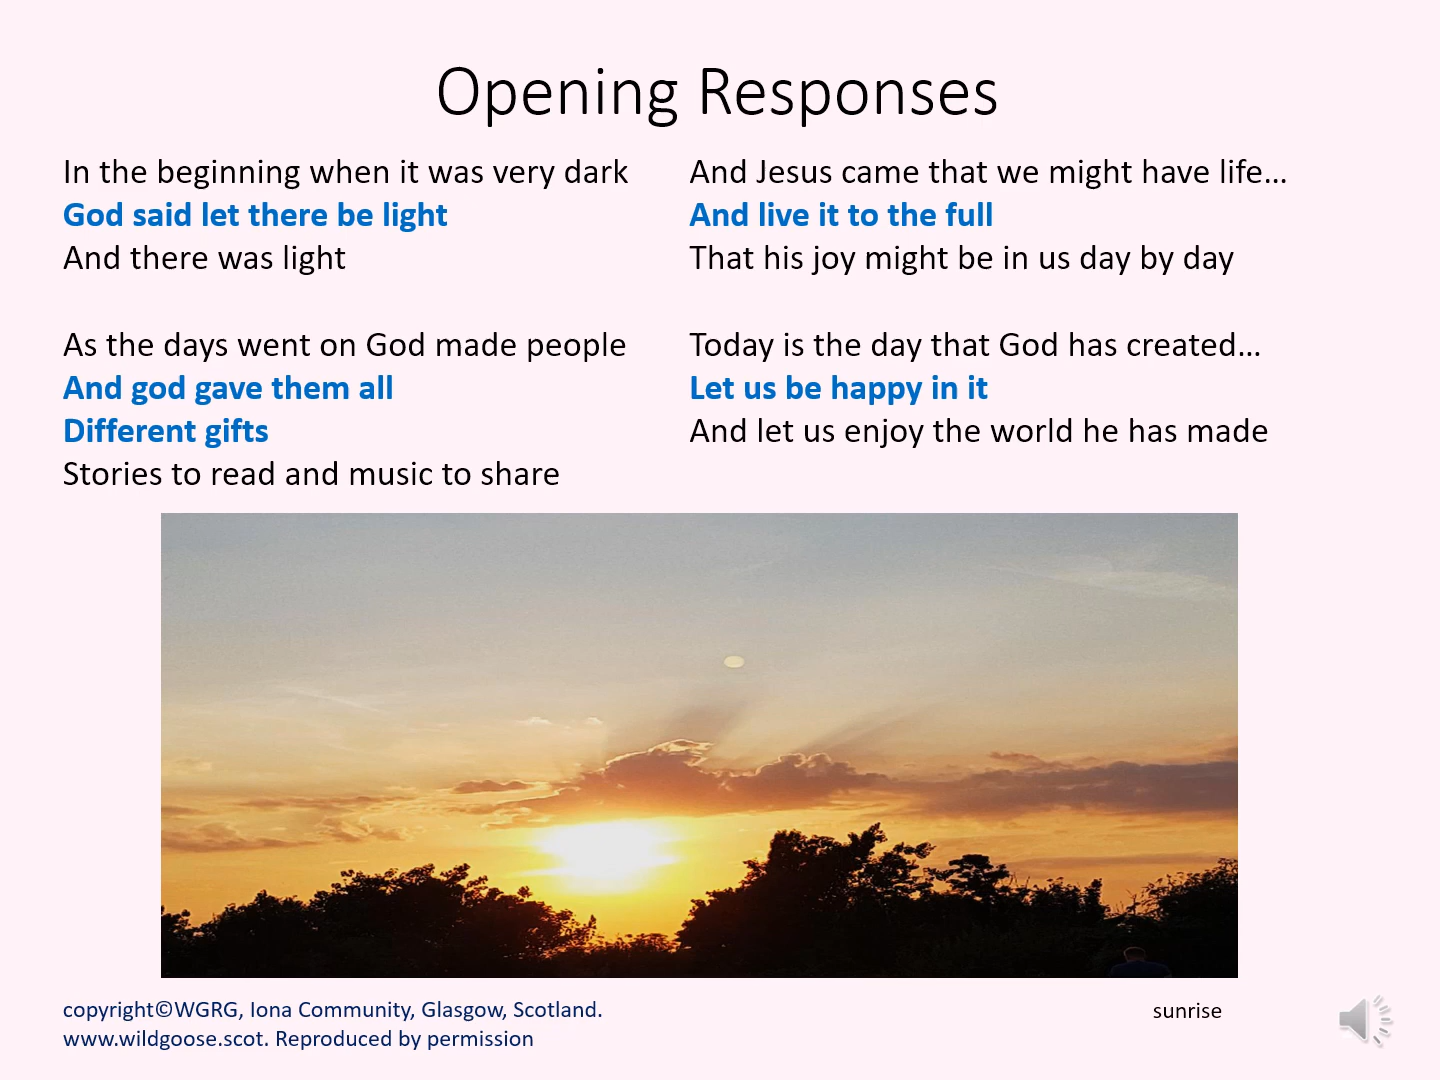 Opening Responses
In the beginning when it was very dark
God said let there be light
And there was light
As the days went on God made people
And god gave them all
Different gifts
Stories to read and music to share
And Jesus came that we might have life…
And live it to the full
That his joy might be in us day by day
Today is the day that God has created…
Let us be happy in it
And let us enjoy the world he has made
copyright©WGRG, Iona Community, Glasgow, Scotland.
www.wildgoose.scot. Reproduced by permission
sunrise